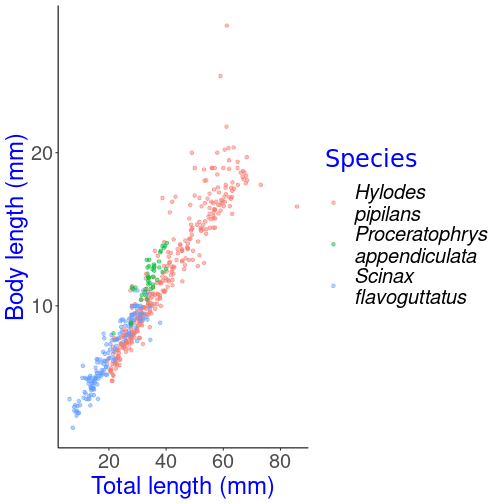 Body length (mm)
20
10
20 40 60 80
Total length (mm)
Species
Hylodes
pipilans
Proceratophrys
appendiculata
Scinax
flavoguttatus